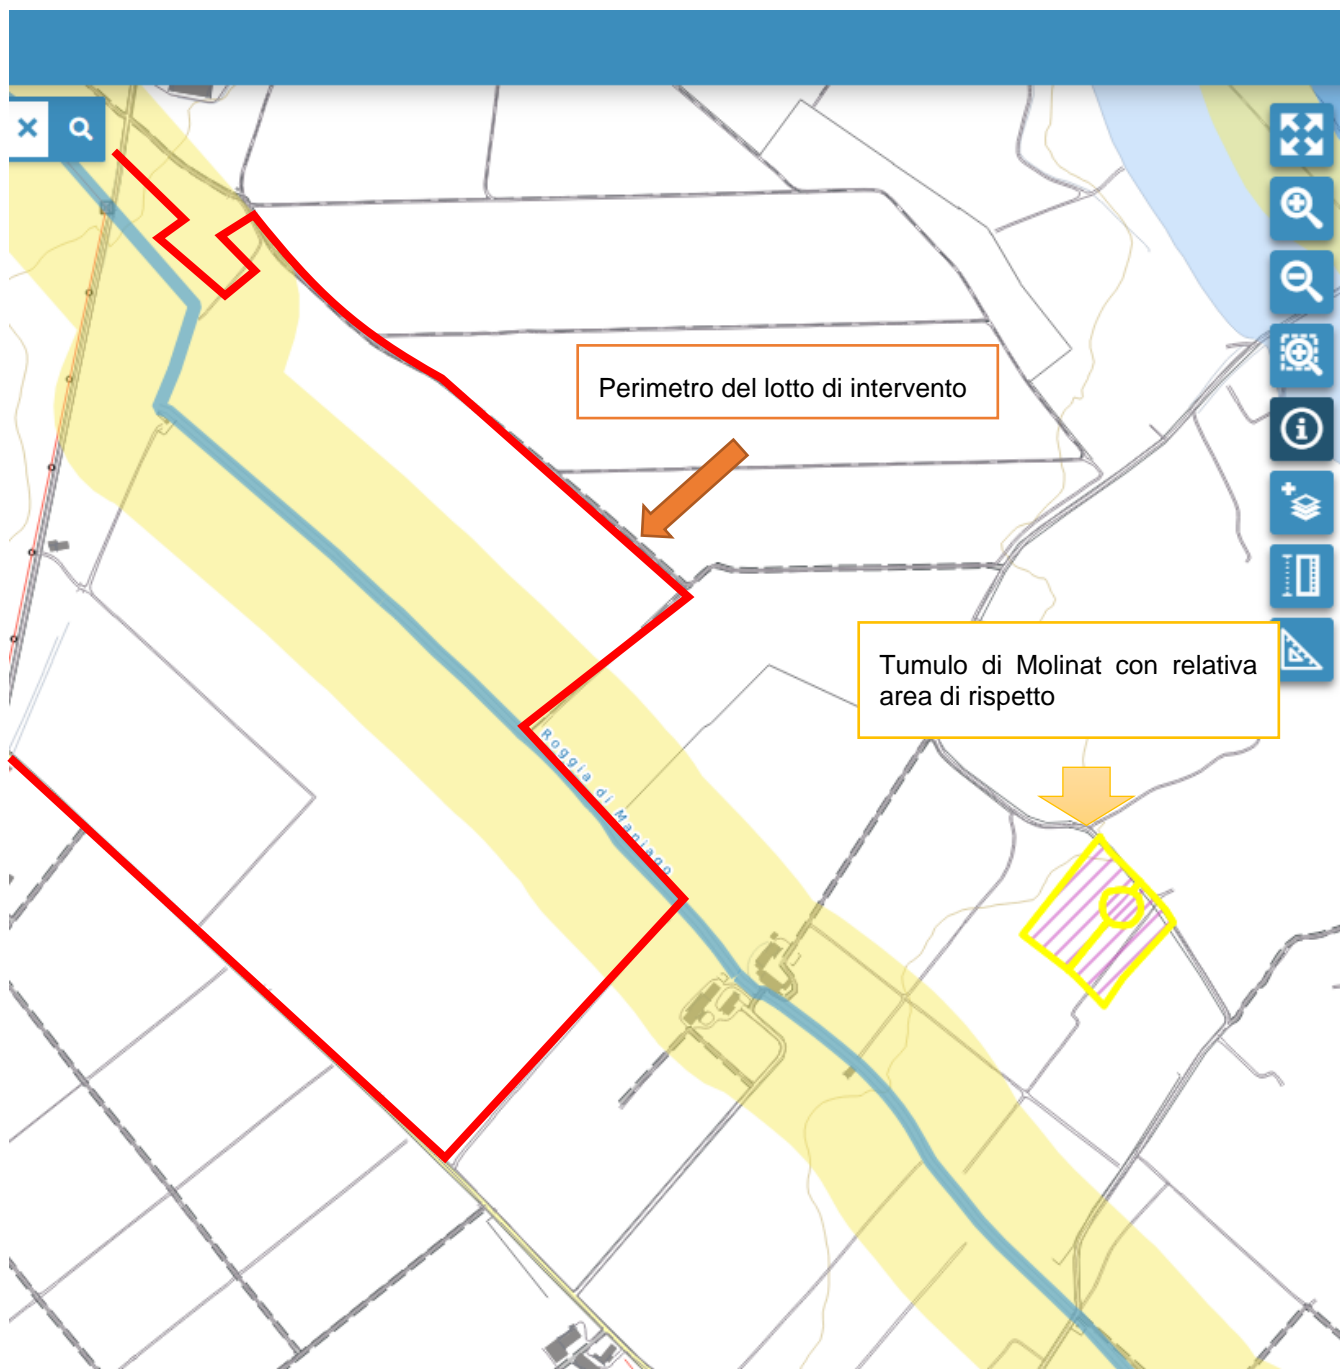 Perimetro del lotto di intervento
Tumulo di Molinat con relativa
area di rispetto
Roggia di Maniago